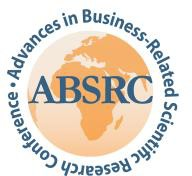 Advances in Business-Related Scientific Research Conference •
ABSRC